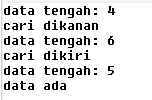 data tengah: 4
cari dikanan
data tengah: 6
cari dikiri
data tengah: 5
data ada